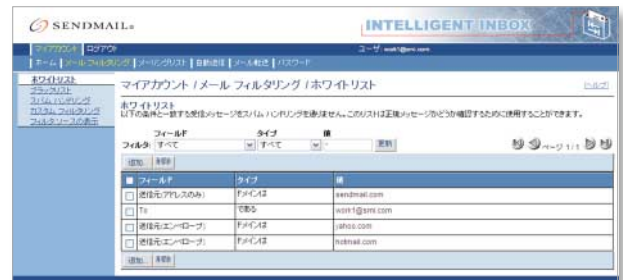 SENDMAIL®
INTELLIGENT INBOX
マイアカウント | ログアウト
ユーザ: work1@smi.com
ホーム | メール フィルタリング | メーリングリスト | 自動返信 | メール転送 | パスワード
ホワイトリスト
ブラックリスト
スパム ハンドリング
カスタム フィルタリング
フィルタ ソースの表示
マイアカウント / メール フィルタリング / ホワイトリスト
[ヘルプ]
ホワイトリスト
以下の条件と一致する受信メッセージをスパム ハンドリングを通りません。このリストは正規メッセージかどうか確認するために使用することができます。
フィールド タイプ 値
フィルタ: すべて すべて * 更新
ページ 1/1
追加... 削除
フィールド タイプ 値
送信元(アドレスのみ) ドメインは sendmail.com
To である work1@smi.com
送信元(エンベロープ) ドメインは yahoo.com
送信元(エンベロープ) ドメインは hotmail.com
追加... 削除